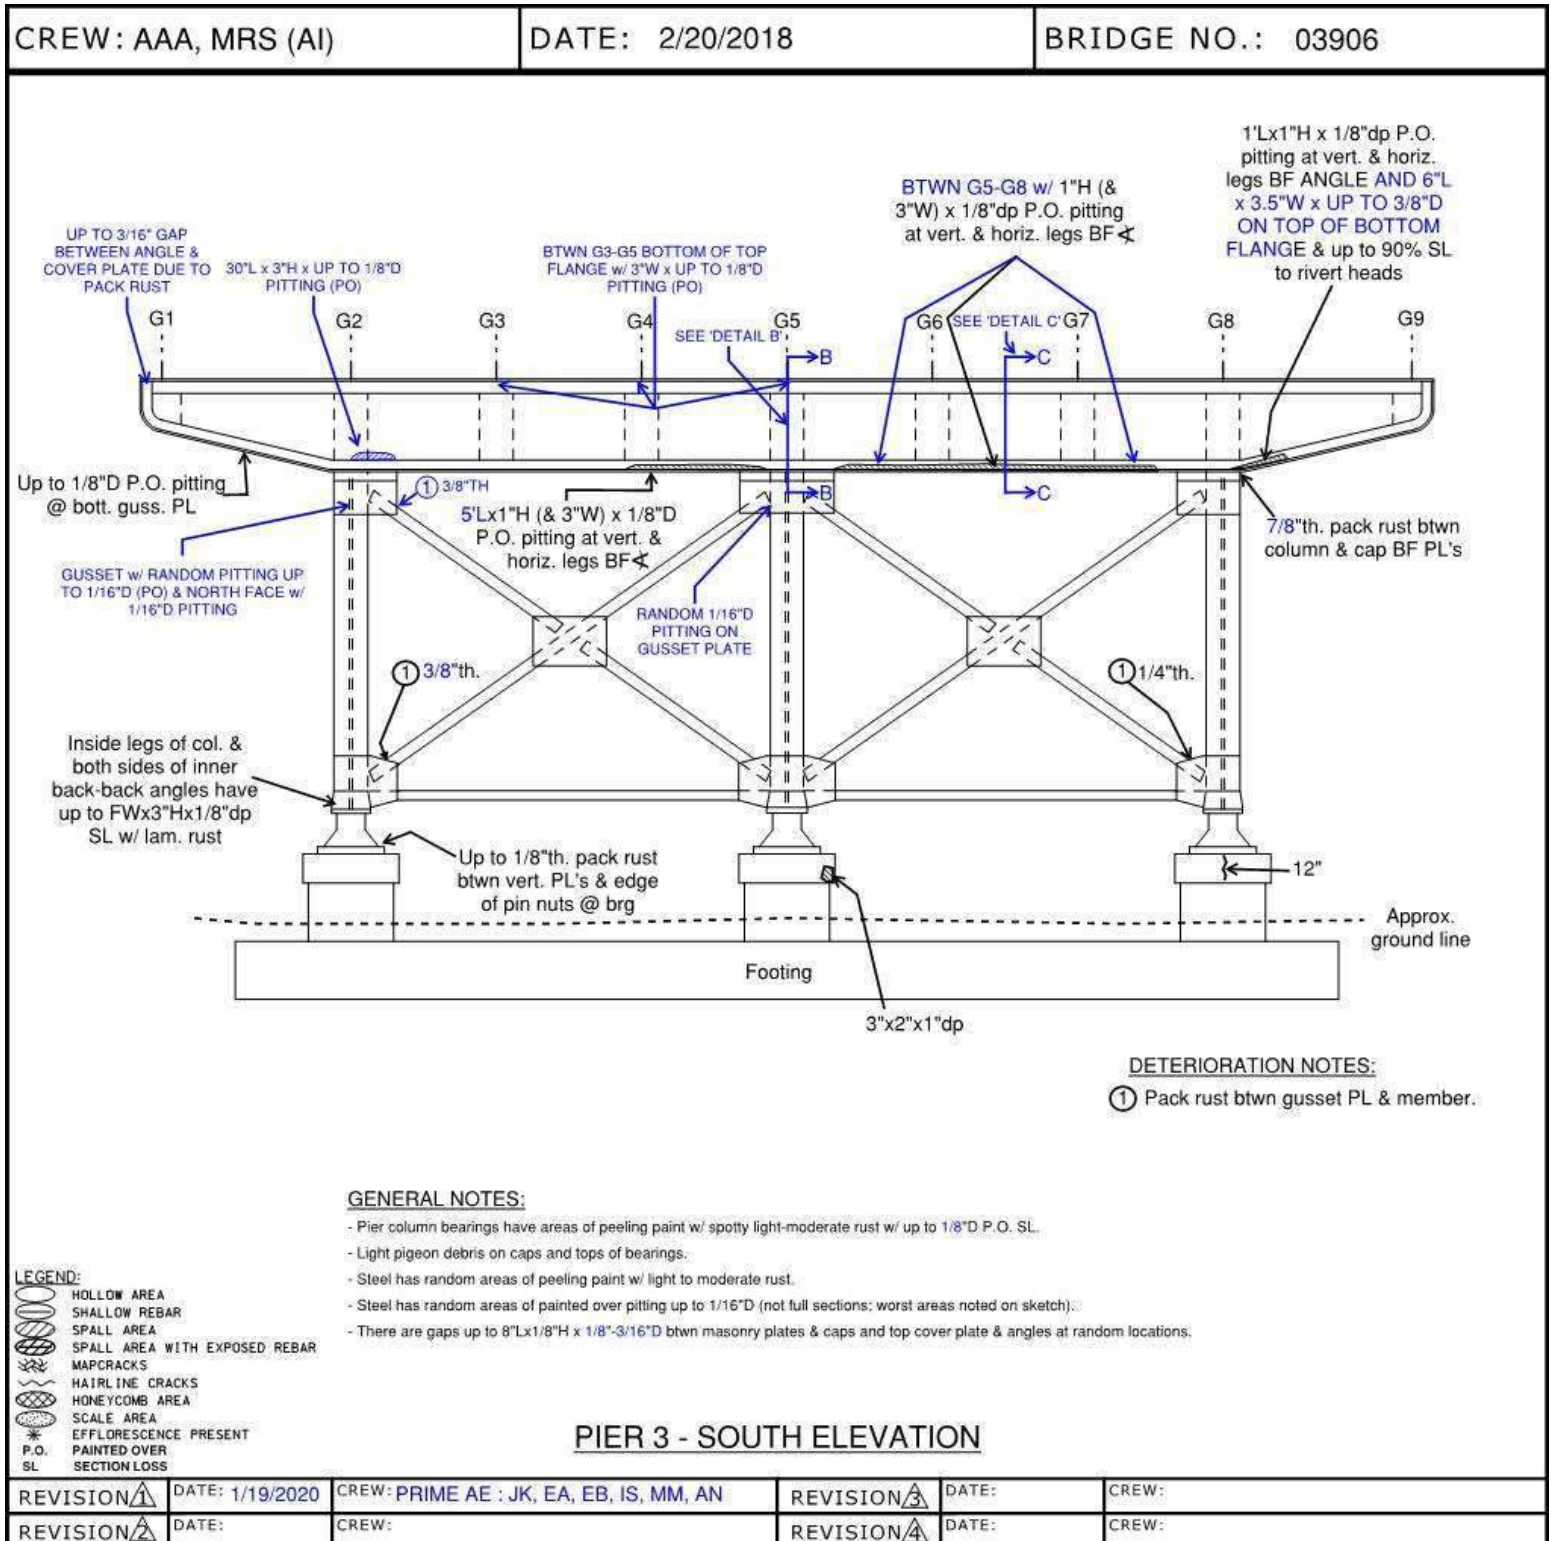 CREW: AAA, MRS (AI)
DATE: 2/20/2018
BRIDGE NO.: 03906
1'Lx1"H x 1/8"dp P.O.
pitting at vert. & horiz.
legs BF ANGLE AND 6"L
x 3.5"W x UP TO 3/8"D
ON TOP OF BOTTOM
FLANGE & up to 90% SL
to rivert heads
BTWN G5-G8 w/ 1"H (&
3"W) x 1/8"dp P.O. pitting
at vert. & horiz. legs BF∢
UP TO 3/16" GAP
BETWEEN ANGLE &
COVER PLATE DUE TO
PACK RUST
30"L x 3"H x UP TO 1/8"D
PITTING (PO)
BTWN G3-G5 BOTTOM OF TOP
FLANGE w/ 3"W x UP TO 1/8"D
PITTING (PO)
SEE 'DETAIL B'
SEE 'DETAIL C'
G1
G2
G3
G4
G5
G6
G7
G8
G9
B
C
B
C
Up to 1/8"D P.O. pitting
@ bott. guss. PL
① 3/8"TH
5'Lx1"H (& 3"W) x 1/8"D
P.O. pitting at vert. &
horiz. legs BF∢
7/8"th. pack rust btwn
column & cap BF PL's
GUSSET w/ RANDOM PITTING UP
TO 1/16"D (PO) & NORTH FACE w/
1/16"D PITTING
RANDOM 1/16"D
PITTING ON
GUSSET PLATE
① 3/8"th.
① 1/4"th.
Inside legs of col. &
both sides of inner
back-back angles have
up to FWx3"Hx1/8"dp
SL w/ lam. rust
Up to 1/8"th. pack rust
btwn vert. PL's & edge
of pin nuts @ brg
12"
Approx.
ground line
Footing
3"x2"x1"dp
DETERIORATION NOTES:
① Pack rust btwn gusset PL & member.
GENERAL NOTES:
- Pier column bearings have areas of peeling paint w/ spotty light-moderate rust w/ up to 1/8"D P.O. SL.
- Light pigeon debris on caps and tops of bearings.
- Steel has random areas of peeling paint w/ light to moderate rust.
- Steel has random areas of painted over pitting up to 1/16"D (not full sections; worst areas noted on sketch).
- There are gaps up to 8"Lx1/8"H x 1/8"-3/16"D btwn masonry plates & caps and top cover plate & angles at random locations.
LEGEND:
HOLLOW AREA
SHALLOW REBAR
SPALL AREA
SPALL AREA WITH EXPOSED REBAR
MAPCRACKS
HAIRLINE CRACKS
HONEYCOMB AREA
SCALE AREA
EFFLORESCENCE PRESENT
P.O. PAINTED OVER
SL SECTION LOSS
PIER 3 - SOUTH ELEVATION
REVISION 1 DATE: 1/19/2020 CREW: PRIME AE : JK, EA, EB, IS, MM, AN
REVISION 3 DATE: CREW:
REVISION 2 DATE: CREW:
REVISION 4 DATE: CREW: